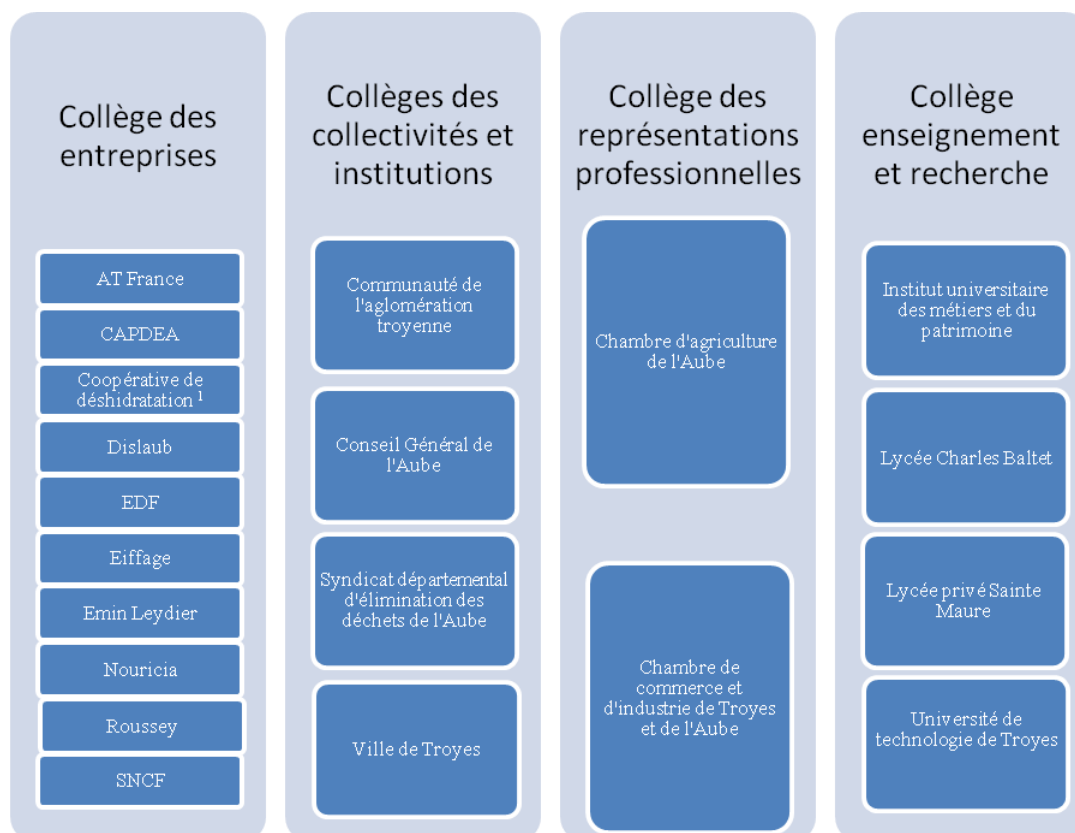 Collège des
entreprises
AT France
CAPDEA
Coopérative de
déshidratation ¹
Dislaub
EDF
Eiffage
Emin Leydier
Nouricia
Roussey
SNCF
Collèges des
collectivités et
institutions
Communauté de
l'aglomération
troyenne
Conseil Général de
l'Aube
Syndicat départemental
d'élimination des
déchets de l'Aube
Ville de Troyes
Collège des
représentations
professionnelles
Chambre d'agriculture
de l'Aube
Chambre de
commerce et
d'industrie de Troyes
et de l'Aube
Collège
enseignement
et recherche
Institut universitaire
des métiers et du
patrimoine
Lycée Charles Baltet
Lycée privé Sainte
Maure
Université de
technologie de Troyes